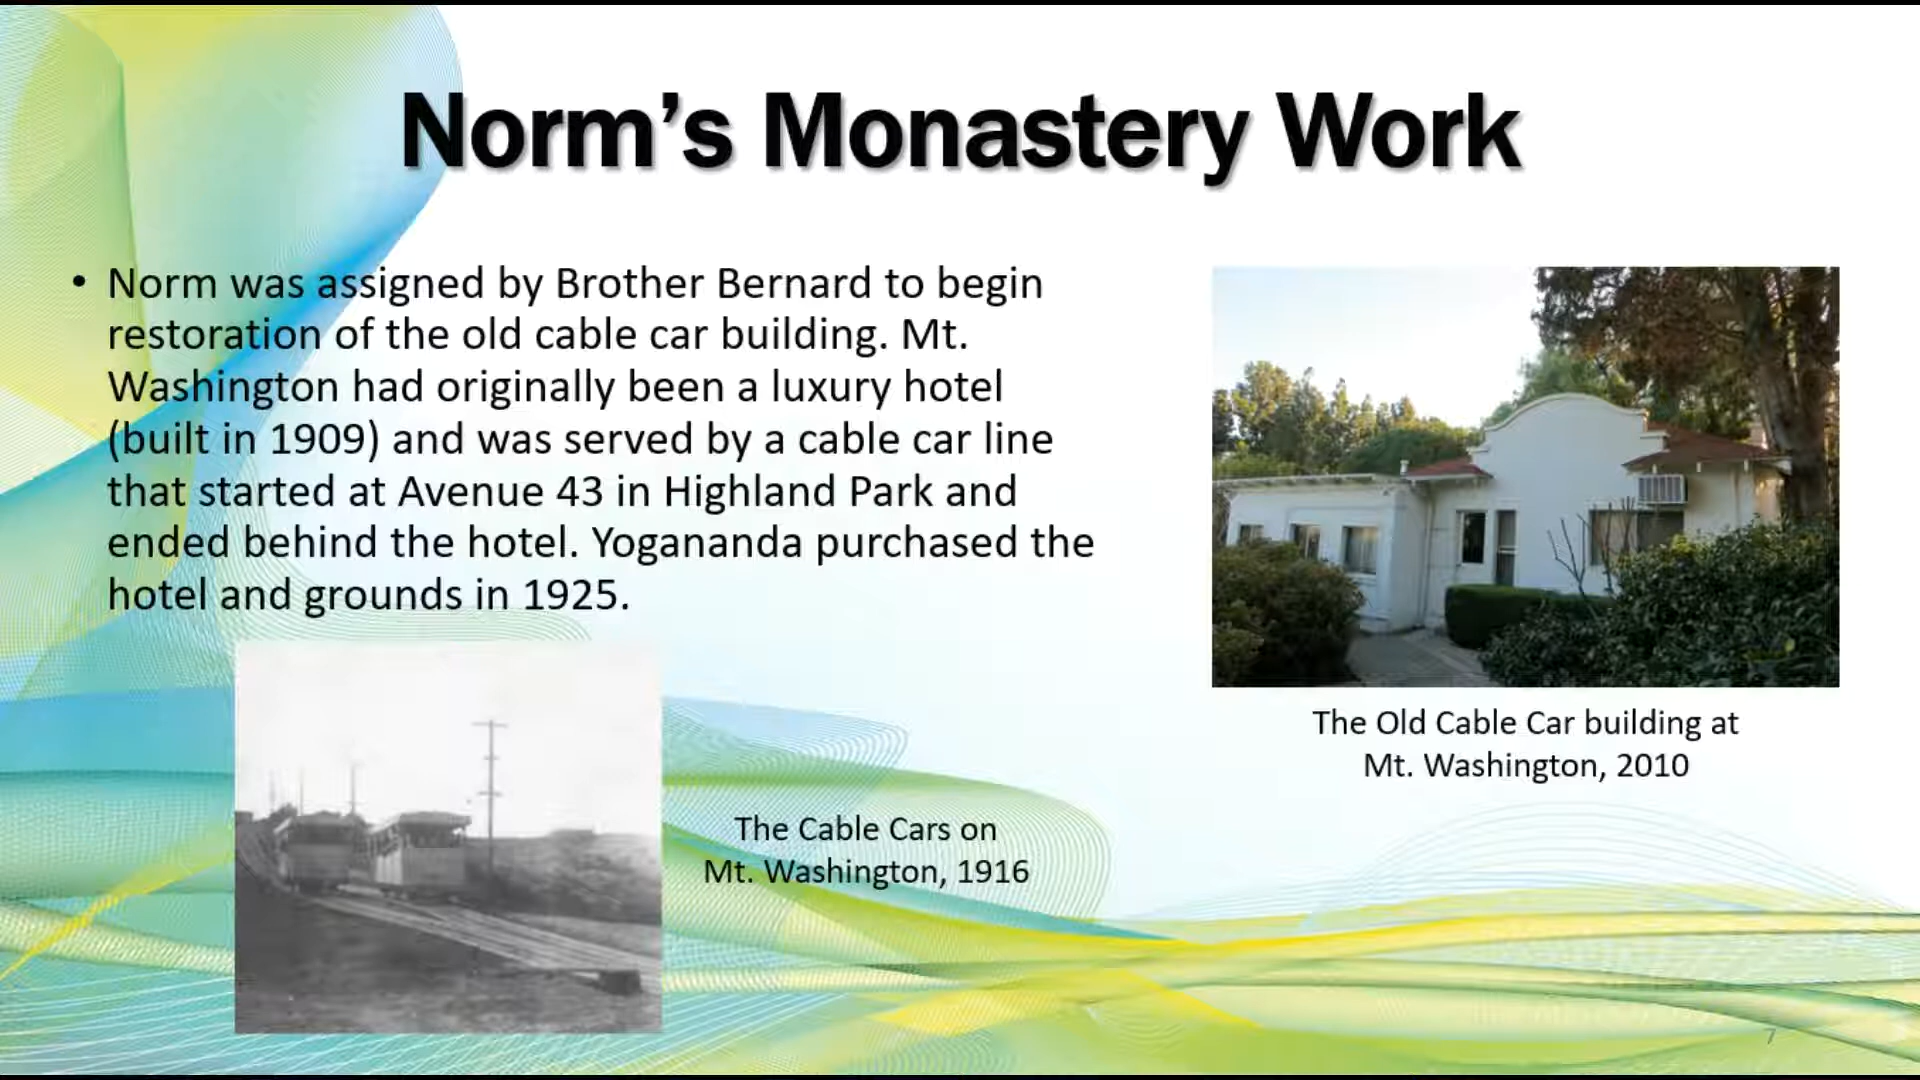 Norm’s Monastery Work
• Norm was assigned by Brother Bernard to begin
restoration of the old cable car building. Mt.
Washington had originally been a luxury hotel
(built in 1909) and was served by a cable car line
that started at Avenue 43 in Highland Park and
ended behind the hotel. Yogananda purchased the
hotel and grounds in 1925.
The Old Cable Car building at
Mt. Washington, 2010
The Cable Cars on
Mt. Washington, 1916
7